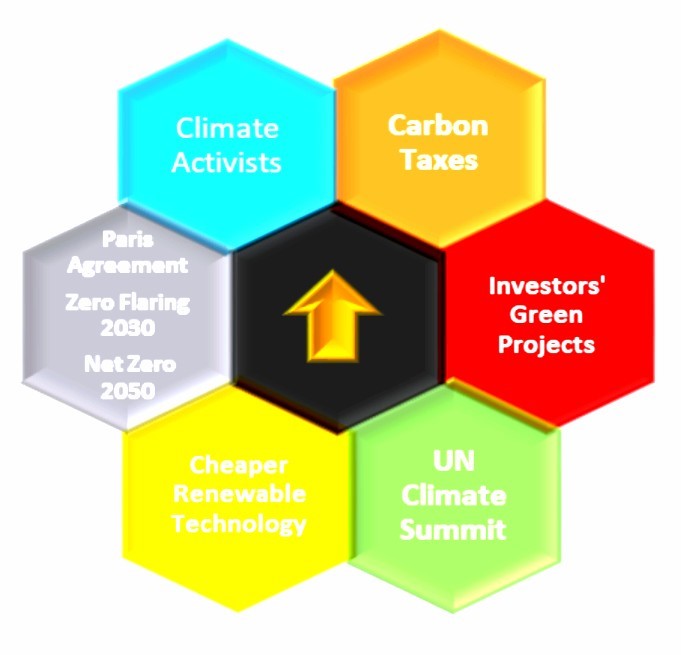 Climate
Activists
Carbon
Taxes
Paris
Agreement
Zero Flaring
2030
Net Zero
2050
Investors'
Green
Projects
Cheaper
Renewable
Technology
UN
Climate
Summit